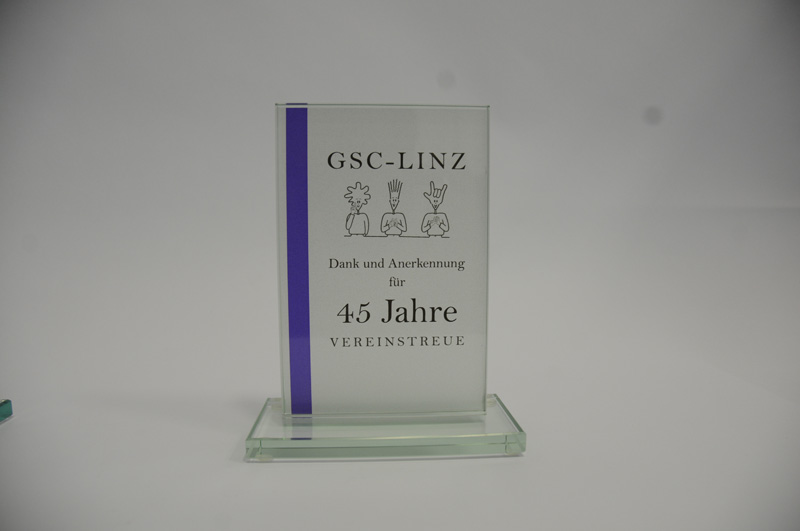 GSC-LINZ
Dank und Anerkennung
für
45 Jahre
VEREINSTREUE